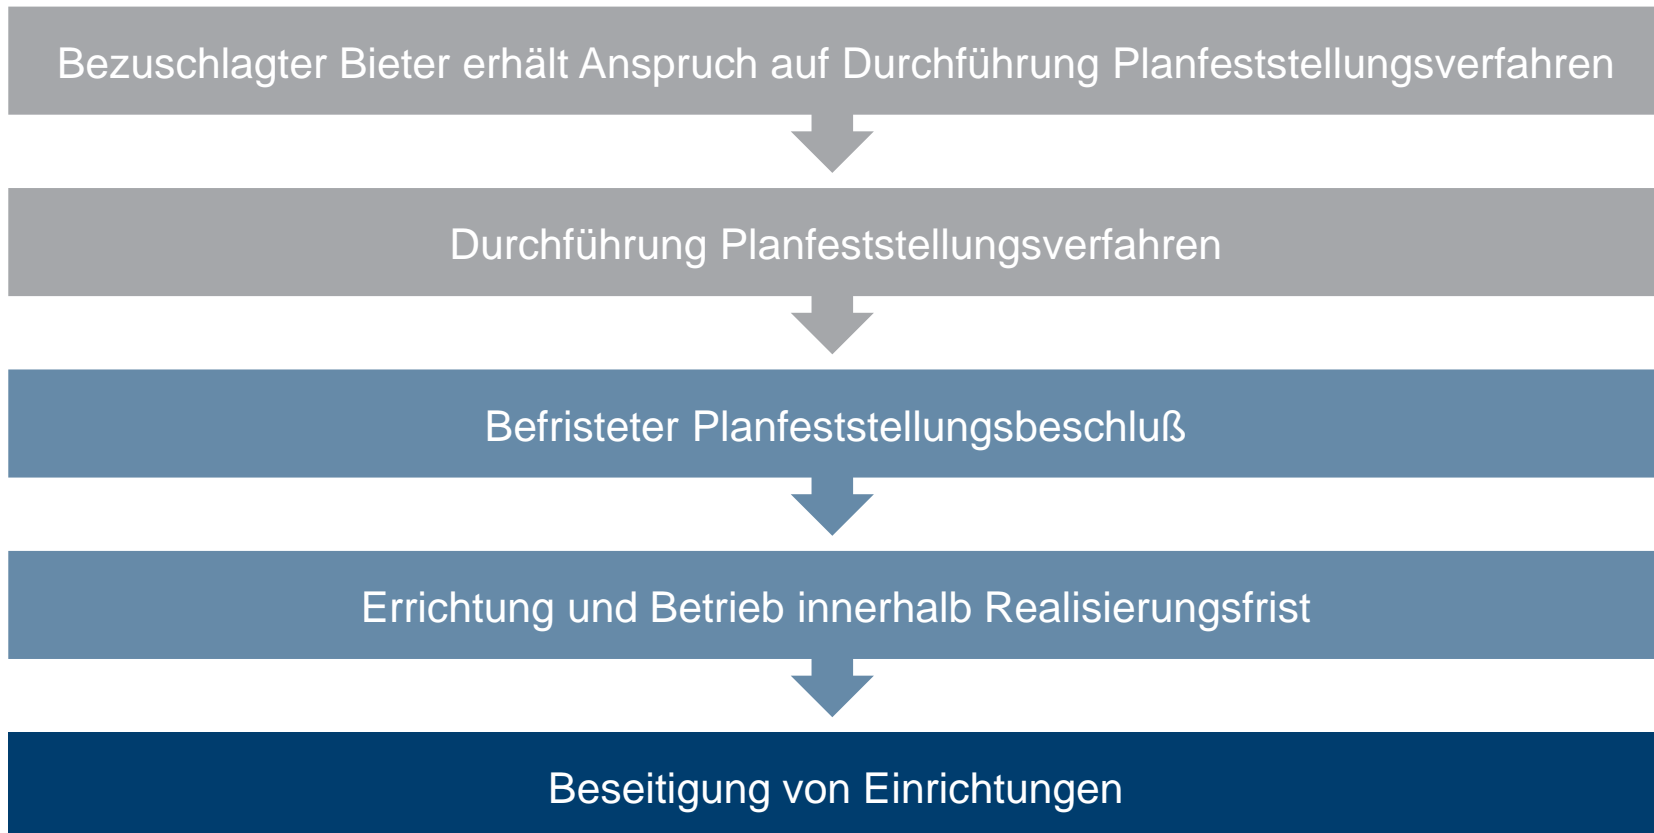 Bezuschlagter Bieter erhält Anspruch auf Durchführung Planfeststellungsverfahren
Durchführung Planfeststellungsverfahren
Befristeter Planfeststellungsbeschluß
Errichtung und Betrieb innerhalb Realisierungsfrist
Beseitigung von Einrichtungen